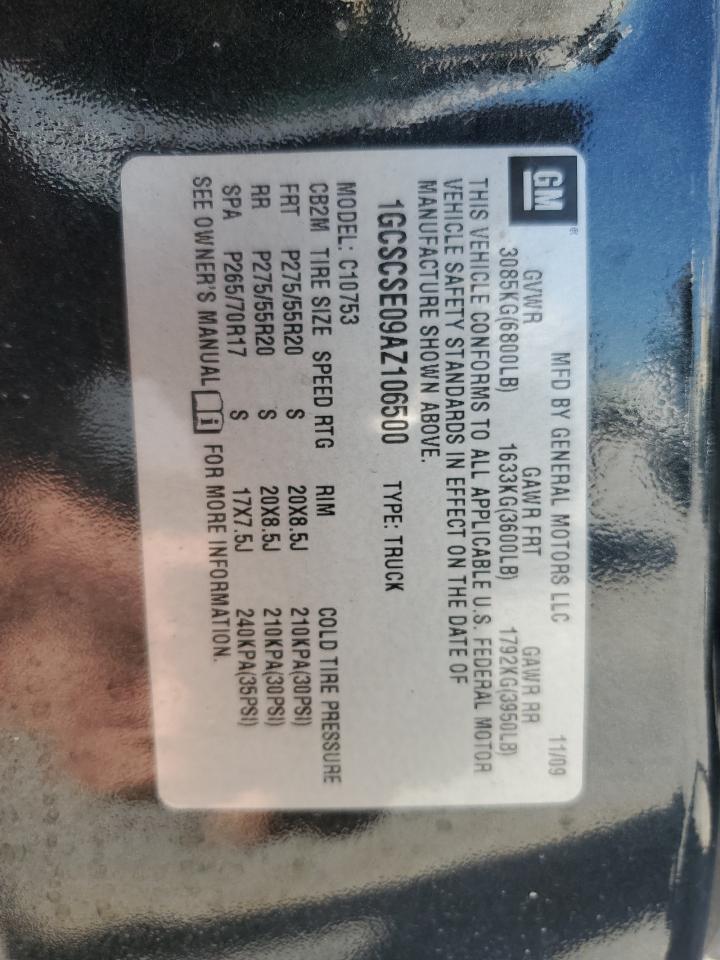 GM®
MFD BY GENERAL MOTORS LLC 11/09
GVWR GAWR FRT GAWR RR
3085KG(6800LB) 1633KG(3600LB) 1792KG(3950LB)
THIS VEHICLE CONFORMS TO ALL APPLICABLE U.S. FEDERAL MOTOR
VEHICLE SAFETY STANDARDS IN EFFECT ON THE DATE OF
MANUFACTURE SHOWN ABOVE.
1GCSCSE09AZ106500 TYPE: TRUCK
MODEL: C10753
CB2M TIRE SIZE SPEED RTG RIM COLD TIRE PRESSURE
FRT P275/55R20 S 20X8.5J 210KPA(30PSI)
RR P275/55R20 S 20X8.5J 210KPA(30PSI)
SPA P265/70R17 S 17X7.5J 240KPA(35PSI)
SEE OWNER'S MANUAL i FOR MORE INFORMATION.